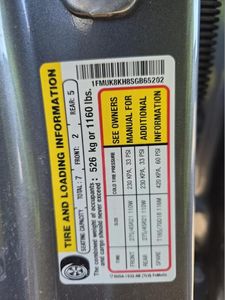 1FMUK8KH8SGB65202
TIRE AND LOADING INFORMATION
SEATING CAPACITY TOTAL: 7 FRONT: 2 REAR: 5
The combined weight of occupants and cargo should never exceed: 526 kg or 1160 lbs.
TIRE SIZE COLD TIRE PRESSURE
FRONT 275/45R21 110W 230 KPA, 33 PSI
REAR 275/45R21 110W 230 KPA, 33 PSI
SPARE T165/70D18 116M 420 KPA, 60 PSI
SEE OWNERS
MANUAL FOR
ADDITIONAL
INFORMATION